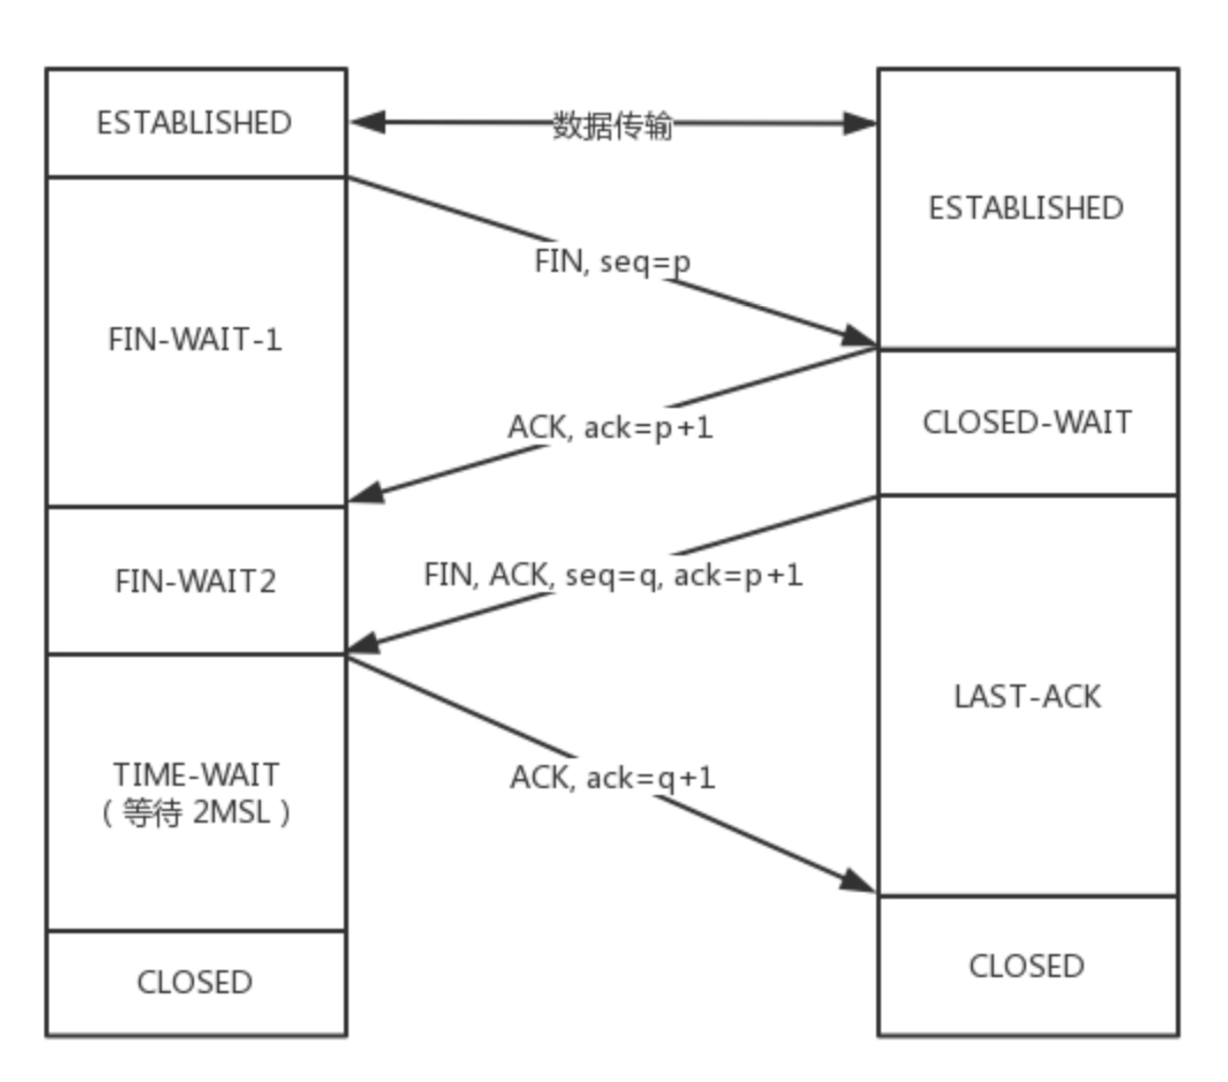 ESTABLISHED
数据传输
ESTABLISHED
FIN, seq=p
FIN-WAIT-1
CLOSED-WAIT
ACK, ack=p+1
FIN-WAIT2
FIN, ACK, seq=q, ack=p+1
LAST-ACK
TIME-WAIT
（等待 2MSL）
ACK, ack=q+1
CLOSED
CLOSED